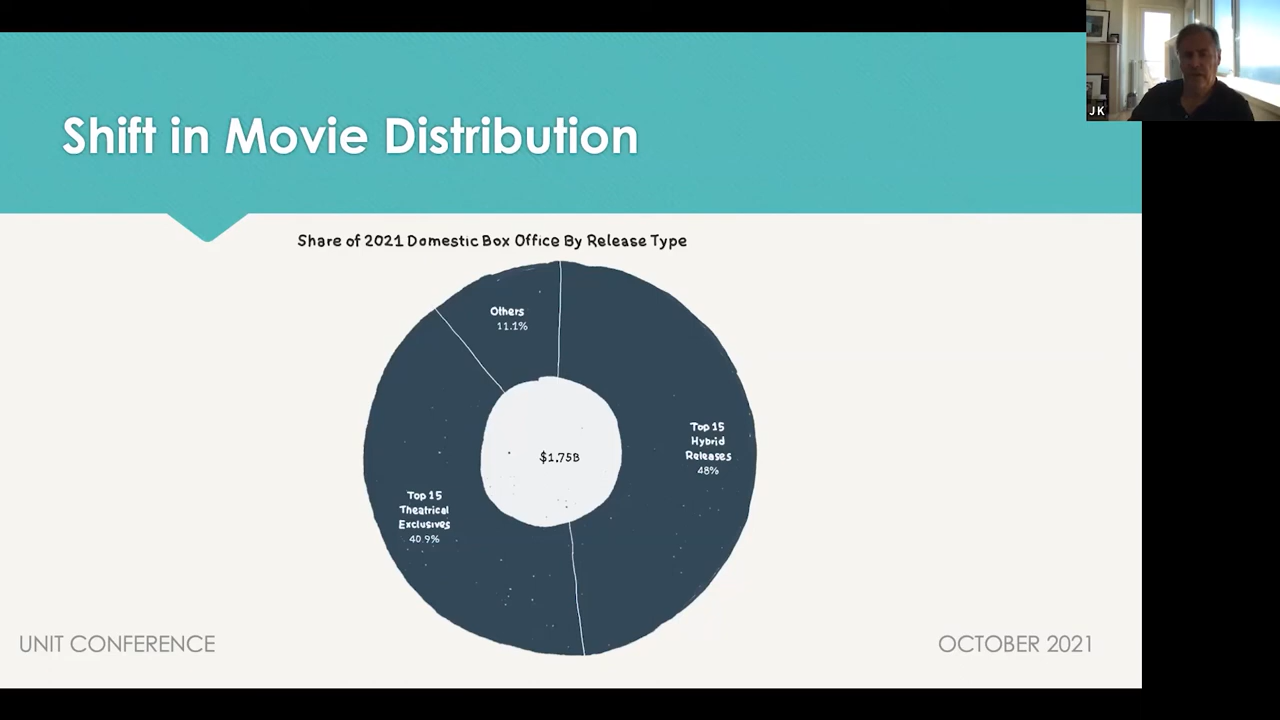 JK
Shift in Movie Distribution
Share of 2021 Domestic Box Office By Release Type
Others
11.1%
Top 15
Hybrid
Releases
48%
$1.75B
Top 15
Theatrical
Exclusives
40.9%
UNIT CONFERENCE
OCTOBER 2021